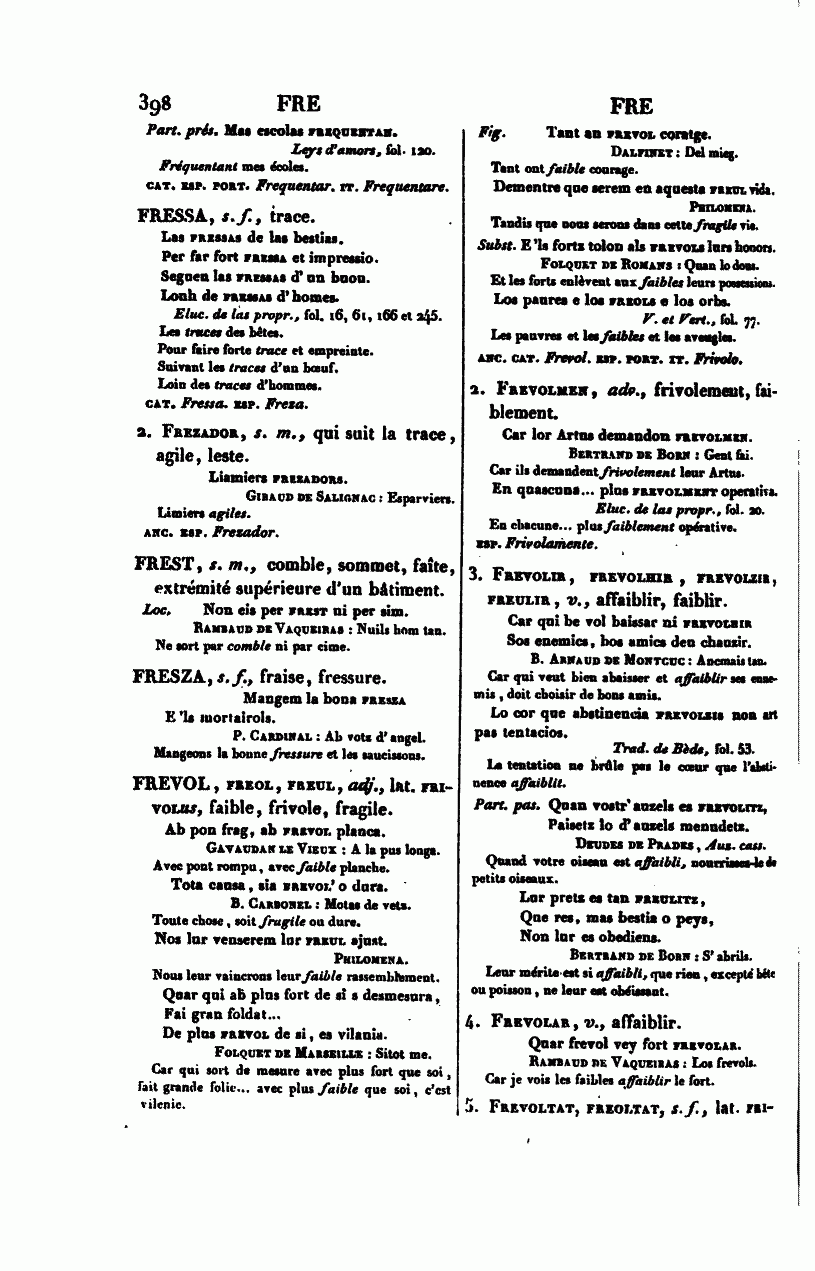 398 FRE
Part. prés. Mas escolas FREQUENTAN.
Leys d'amors, fol. 120.
Fréquentant mes écoles.
CAT. ESP. PORT. Frequentar. IT. Frequentare.
FRESSA, s. f., trace.
Las FRESSAS de las bestias.
Per far fort FRESSA et impressio.
Seguen las FRESSAS d'un buou.
Lonh de FRESSAS d'homes.
Eluc. de las propr., fol. 16, 61, 166 et 245.
Les traces des bêtes.
Pour faire forte trace et empreinte.
Suivant les traces d'un bœuf.
Loin des traces d'hommes.
CAT. Fressa. ESP. Freza.
2. FREZADOR, s. m., qui suit la trace,
agile, leste.
Liamiers FREZADORS.
GIRAUD DE SALIGNAC : Esparviers.
Limiers agiles.
ANC. ESP. Frezador.
FREST, s. m., comble, sommet, faîte,
extrémité supérieure d'un bâtiment.
Loc. Non eis per FREST ni per sim.
RAMBAUD DE VAQUEIRAS : Nuils hom tan.
Ne sort par comble ni par cime.
FRESZA, s. f., fraise, fressure.
Mangem la bona FRESZA
E 'ls mortairols.
P. CARDINAL : Ab votz d'angel.
Mangeons la bonne fressure et les saucissons.
FREVOL, FREOL, FREUL, adj., lat. FRI-
VOLUS, faible, frivole, fragile.
Ab pon frag, ab FREVOL planca.
GAVAUDAN LE VIEUX : A la pus longa.
Avec pont rompu, avec faible planche.
Tota causa, sia FREVOL' o dura.
B. CARBONEL : Motas de vetz.
Toute chose, soit fragile ou dure.
Nos lur venserem lor FREUL ajust.
PHILOMENA.
Nous leur vaincrons leur faible rassemblement.
Quar qui ab plus fort de si s desmesura,
Fai gran foldat...
De plus FREVOL de si, es vilania.
FOLQUET DE MARSEILLE : Sitot me.
Car qui sort de mesure avec plus fort que soi,
fait grande folie... avec plus faible que soi, c'est
vilenie.
FRE
Fig. Tant an FREVOL coratge.
DALFINET : Del mieg.
Tant ont faible courage.
Dementre que serem en aquesta FREUL vida.
PHILOMENA.
Tandis que nous serons dans cette fragile vie.
Subst. E 'ls fortz tolon als FREVOLS lurs honors.
FOLQUET DE ROMANS : Quan lo dous.
Et les forts enlèvent aux faibles leurs possessions.
Los paures e los FREOLS e los orbs.
V. et Vert., fol. 77.
Les pauvres et les faibles et les aveugles.
ANC. CAT. Frevol. ESP. PORT. IT. Frivolo.
2. FREVOLMEN, adv., frivolement, fai-
blement.
Car lor Artus demandon FREVOLMEN.
BERTRAND DE BORN : Gent fai.
Car ils demandent frivolement leur Artus.
En quascuna... plus FREVOLMENT operativa.
Eluc. de las propr., fol. 20.
En chacune... plus faiblement opérative.
ESP. Frivolamente.
3. FREVOLIR, FREVOLHIR, FREVOLZIR,
FREULIR, v., affaiblir, faiblir.
Car qui be vol baissar ni FREVOLHIR
Sos enemics, bos amics deu chauzir.
B. ARNAUD DE MONTCUC : Ancmais tan.
Car qui veut bien abaisser et affaiblir ses enne-
mis, doit choisir de bons amis.
Lo cor que abstinencia FREVOLZIS non art
pas tentacios.
Trad. de Bède, fol. 53.
La tentation ne brûle pas le cœur que l'absti-
nence affaiblit.
Part. pas. Quan vostr' auzels es FREVOLITZ,
Paisetz lo d'auzels menudetz.
DEUDES DE PRADES, Aus. cass.
Quand votre oiseau est affaibli, nourrissez-le de
petits oiseaux.
Lur pretz es tan FREULITZ,
Que res, mas bestia o peys,
Non lur es obediens.
BERTRAND DE BORN : S' abrils.
Leur mérite est si affaibli, que rien, excepté bête
ou poisson, ne leur est obéissant.
4. FREVOLAR, v., affaiblir.
Quar frevol vey fort FREVOLAR.
RAMBAUD DE VAQUEIRAS : Los frevols.
Car je vois les faibles affaiblir le fort.
5. FREVOLTAT, FREOLTAT, s. f., lat. FRI-